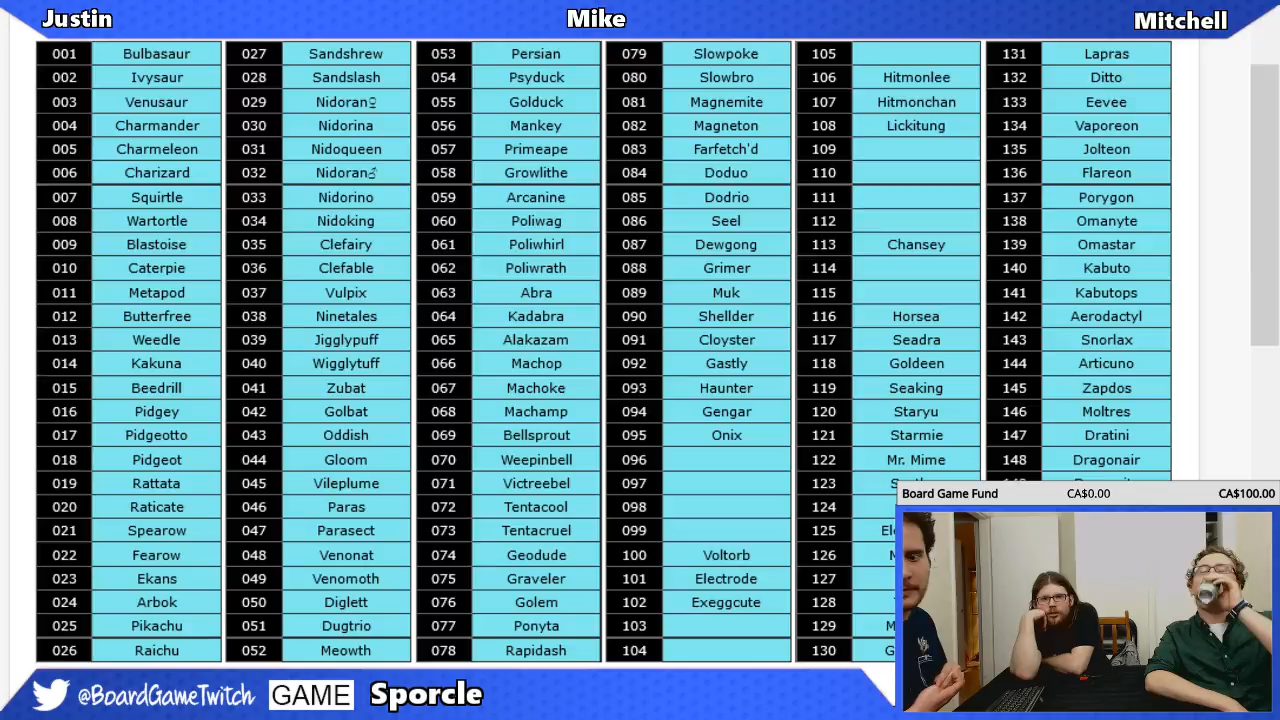 Justin Mike Mitchell
001 Bulbasaur 027 Sandshrew 053 Persian 079 Slowpoke 105 131 Lapras
002 Ivysaur 028 Sandslash 054 Psyduck 080 Slowbro 106 Hitmonlee 132 Ditto
003 Venusaur 029 Nidoran♀ 055 Golduck 081 Magnemite 107 Hitmonchan 133 Eevee
004 Charmander 030 Nidorina 056 Mankey 082 Magneton 108 Lickitung 134 Vaporeon
005 Charmeleon 031 Nidoqueen 057 Primeape 083 Farfetch'd 109 135 Jolteon
006 Charizard 032 Nidoran♂ 058 Growlithe 084 Doduo 110 136 Flareon
007 Squirtle 033 Nidorino 059 Arcanine 085 Dodrio 111 137 Porygon
008 Wartortle 034 Nidoking 060 Poliwag 086 Seel 112 138 Omanyte
009 Blastoise 035 Clefairy 061 Poliwhirl 087 Dewgong 113 Chansey 139 Omastar
010 Caterpie 036 Clefable 062 Poliwrath 088 Grimer 114 140 Kabuto
011 Metapod 037 Vulpix 063 Abra 089 Muk 115 141 Kabutops
012 Butterfree 038 Ninetales 064 Kadabra 090 Shellder 116 Horsea 142 Aerodactyl
013 Weedle 039 Jigglypuff 065 Alakazam 091 Cloyster 117 Seadra 143 Snorlax
014 Kakuna 040 Wigglytuff 066 Machop 092 Gastly 118 Goldeen 144 Articuno
015 Beedrill 041 Zubat 067 Machoke 093 Haunter 119 Seaking 145 Zapdos
016 Pidgey 042 Golbat 068 Machamp 094 Gengar 120 Staryu 146 Moltres
017 Pidgeotto 043 Oddish 069 Bellsprout 095 Onix 121 Starmie 147 Dratini
018 Pidgeot 044 Gloom 070 Weepinbell 096 122 Mr. Mime 148 Dragonair
019 Rattata 045 Vileplume 071 Victreebel 097 123
020 Raticate 046 Paras 072 Tentacool 098 124
021 Spearow 047 Parasect 073 Tentacruel 099 125
022 Fearow 048 Venonat 074 Geodude 100 Voltorb 126
023 Ekans 049 Venomoth 075 Graveler 101 Electrode 127
024 Arbok 050 Diglett 076 Golem 102 Exeggcute 128
025 Pikachu 051 Dugtrio 077 Ponyta 103 129
026 Raichu 052 Meowth 078 Rapidash 104 130
Board Game Fund CA$0.00 CA$100.00
@BoardGameTwitch GAME Sporcle